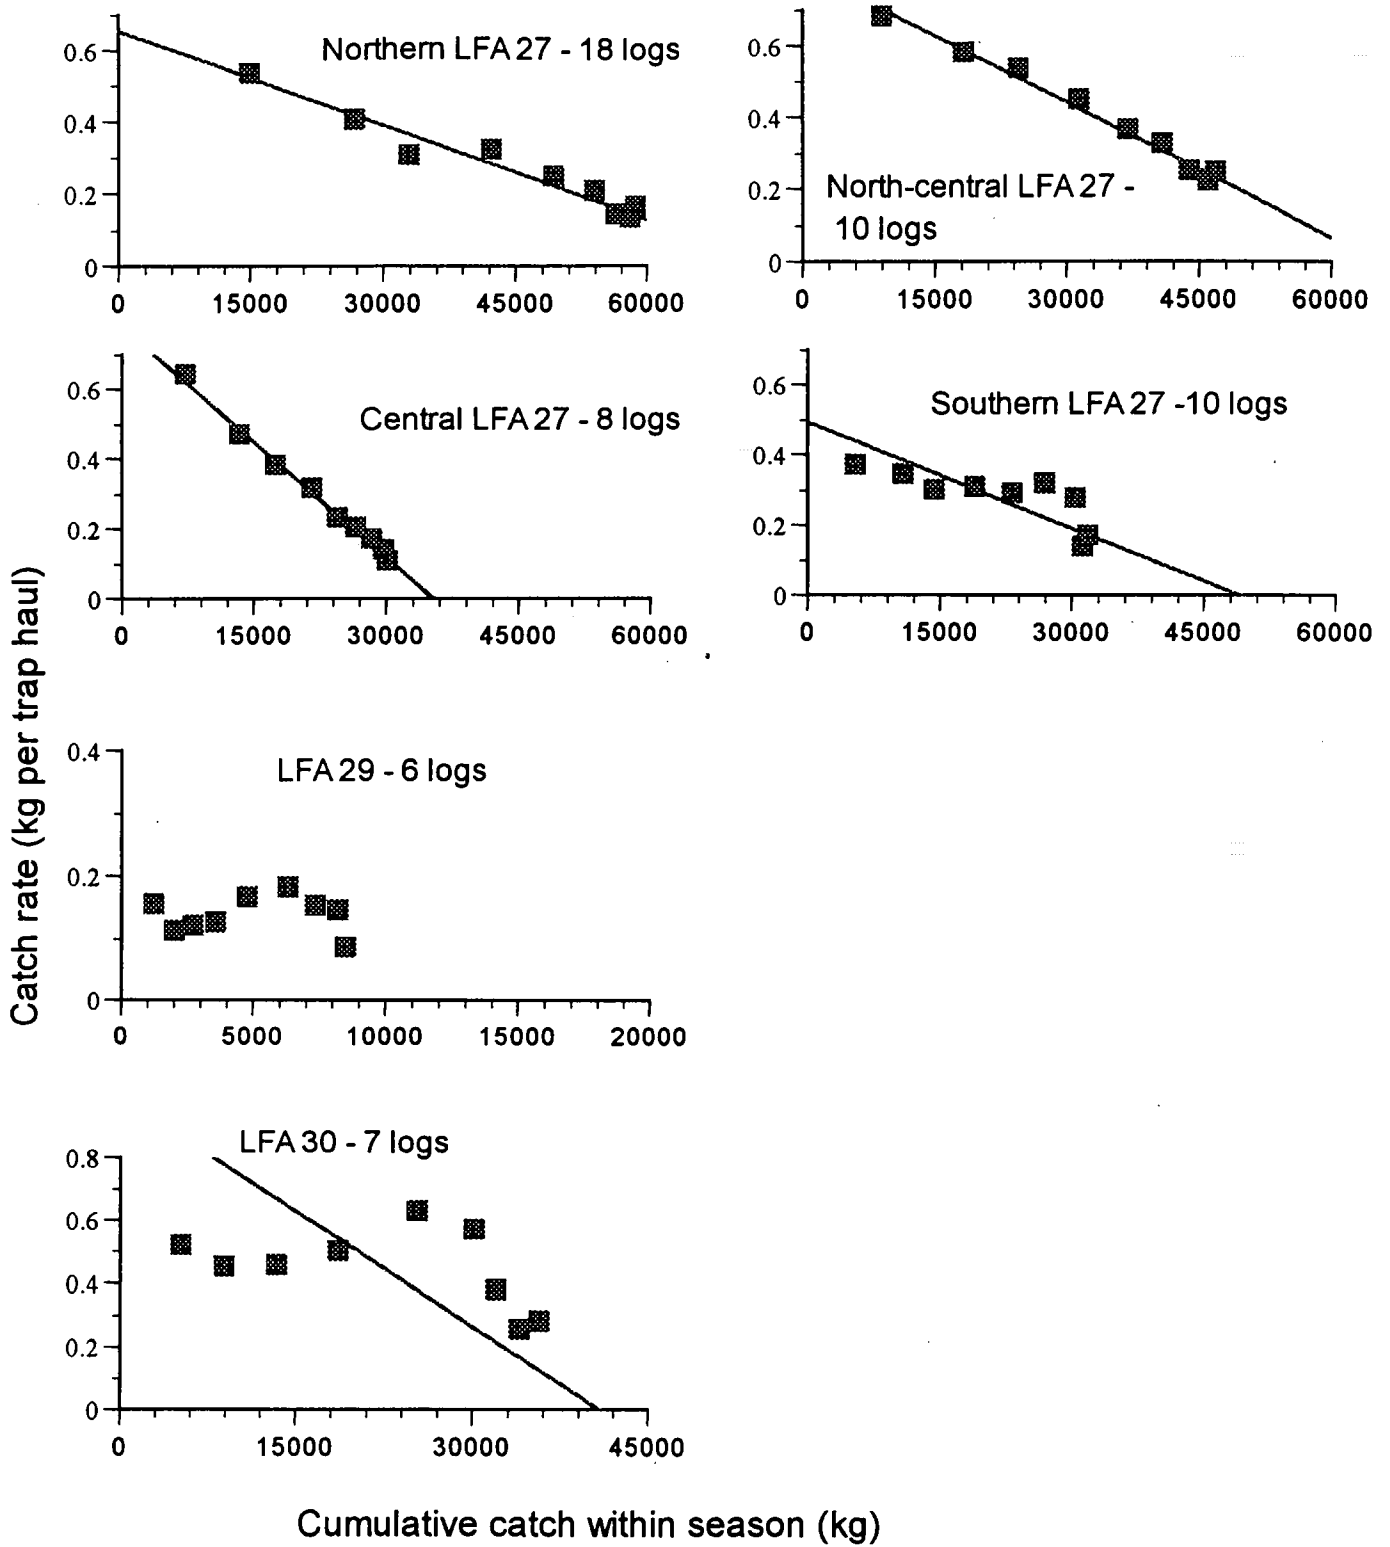 Northern LFA 27 - 18 logs
0.6
0.4
0.2
0
0 15000 30000 45000 60000
North-central LFA 27 -
10 logs
0.6
0.4
0.2
0
0 15000 30000 45000 60000
Central LFA 27 - 8 logs
0.6
0.4
0.2
0
0 15000 30000 45000 60000
Southern LFA 27 -10 logs
0.6
0.4
0.2
0
0 15000 30000 45000 60000
Catch rate (kg per trap haul)
LFA 29 - 6 logs
0.4
0.2
0
0 5000 10000 15000 20000
LFA 30 - 7 logs
0.8
0.6
0.4
0.2
0
0 15000 30000 45000
Cumulative catch within season (kg)